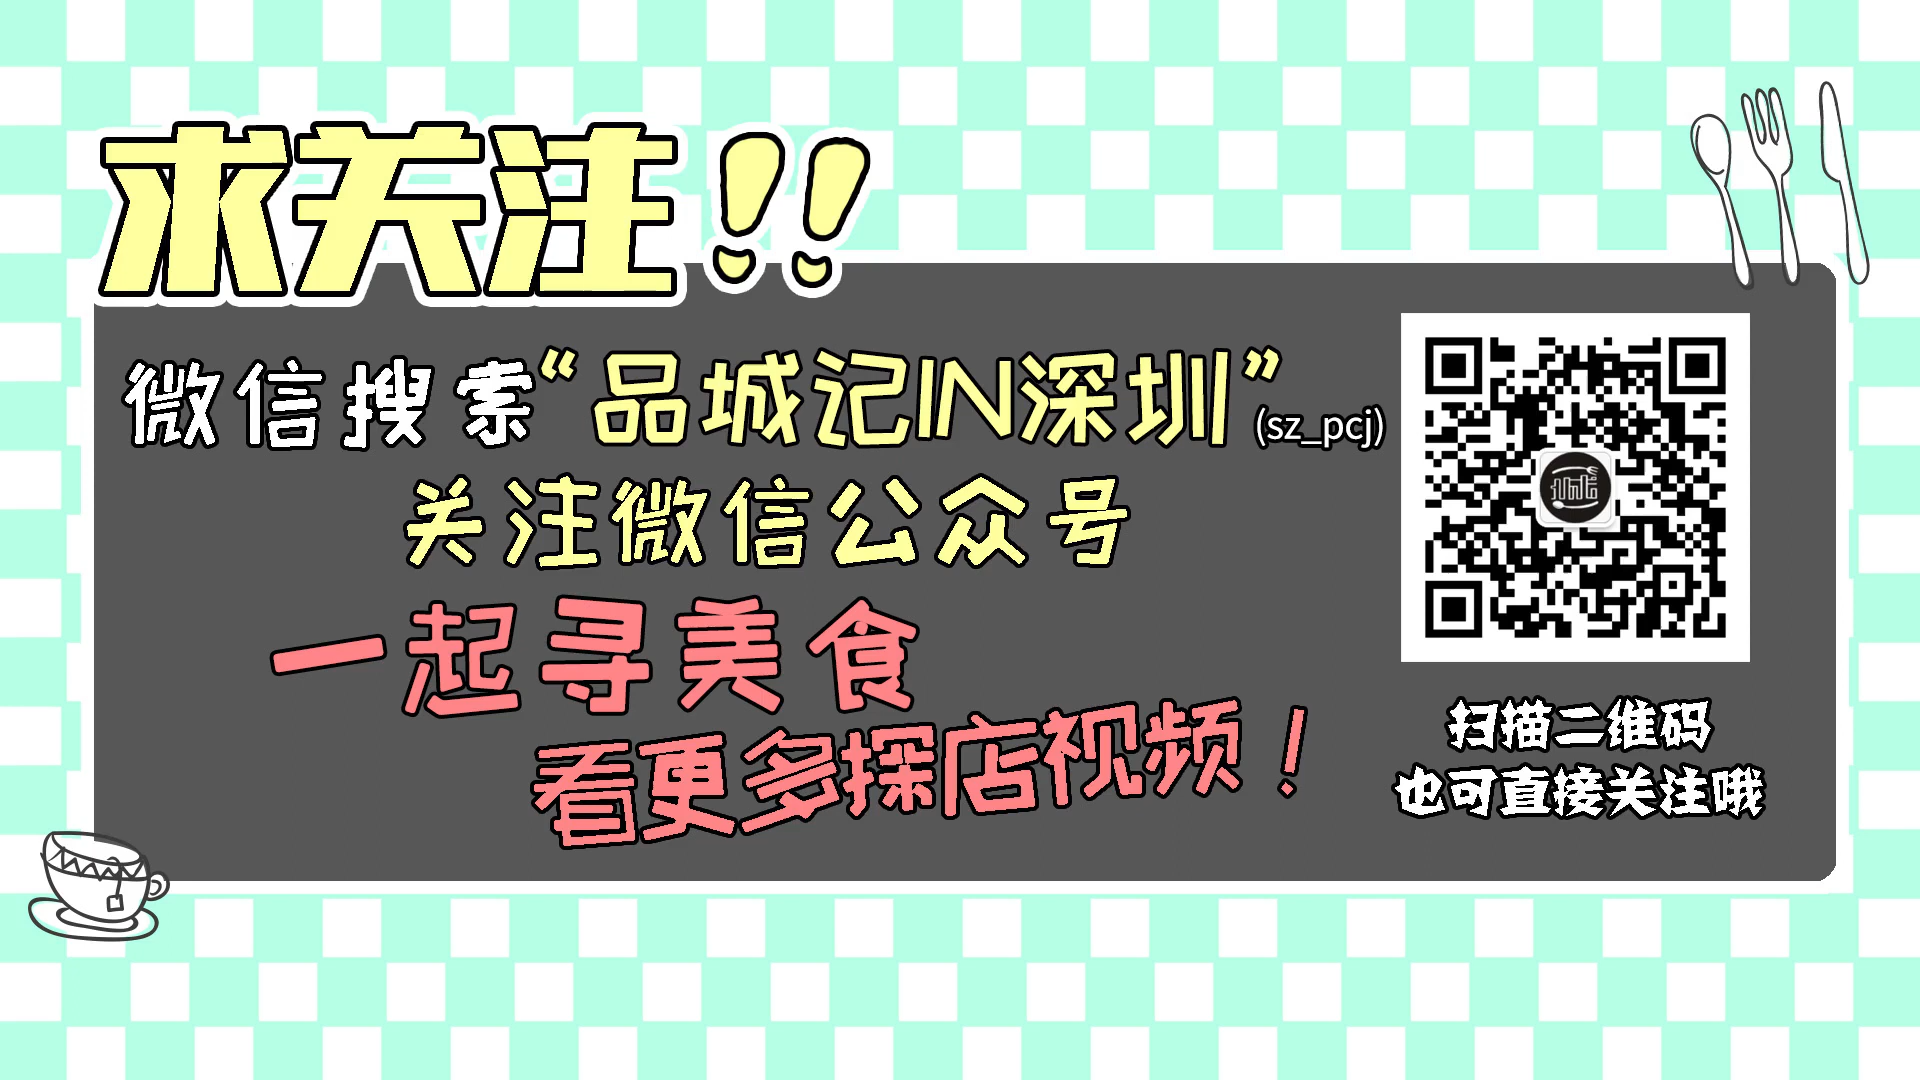 求关注!!
微信搜索“品城记IN深圳”(sz_pcj)
关注微信公众号
一起寻美食
看更多探店视频！
城记
扫描二维码
也可直接关注哦